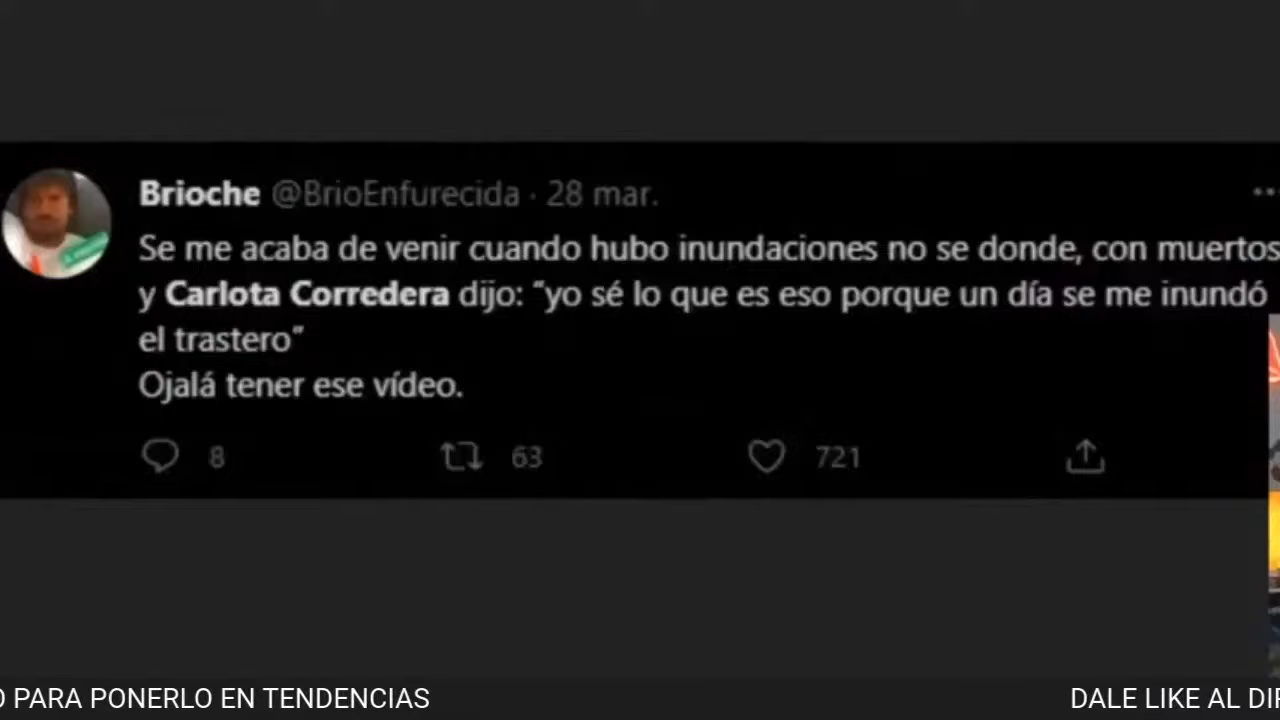 Brioche @BrioEnfurecida · 28 mar.
Se me acaba de venir cuando hubo inundaciones no se donde, con muertos
y Carlota Corredera dijo: “yo sé lo que es eso porque un día se me inundó
el trastero”
Ojalá tener ese vídeo.
8 63 721
PARA PONERLO EN TENDENCIAS DALE LIKE AL